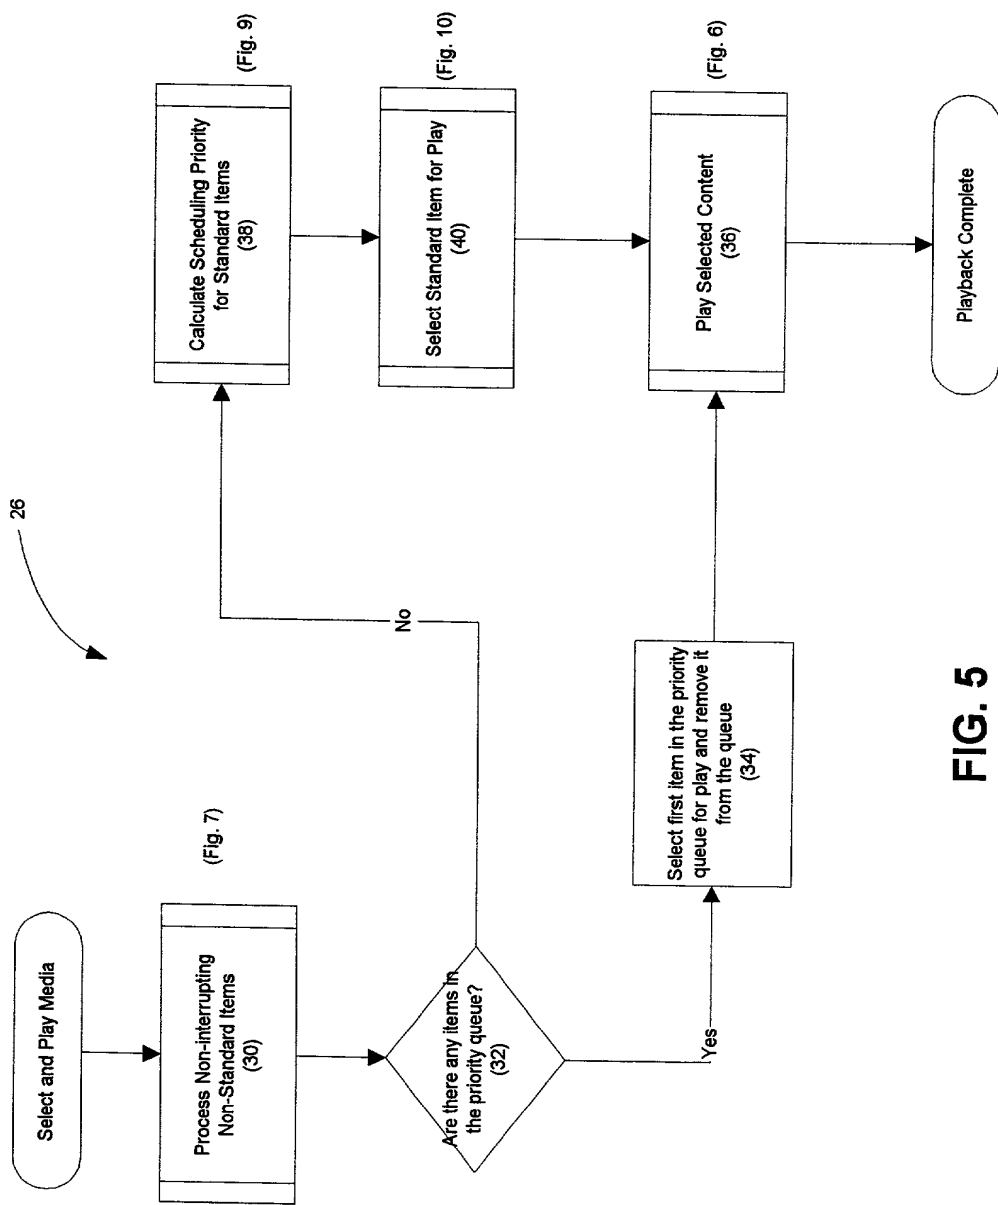 26
Select and Play Media
Process Non-interrupting
Non-Standard Items
(30)
(Fig. 7)
Are there any items in
the priority queue?
(32)
No
Yes
Calculate Scheduling Priority
for Standard Items
(38)
(Fig. 9)
Select Standard Item for Play
(40)
(Fig. 10)
Select first item in the priority
queue for play and remove it
from the queue
(34)
Play Selected Content
(36)
(Fig. 6)
Playback Complete
FIG. 5